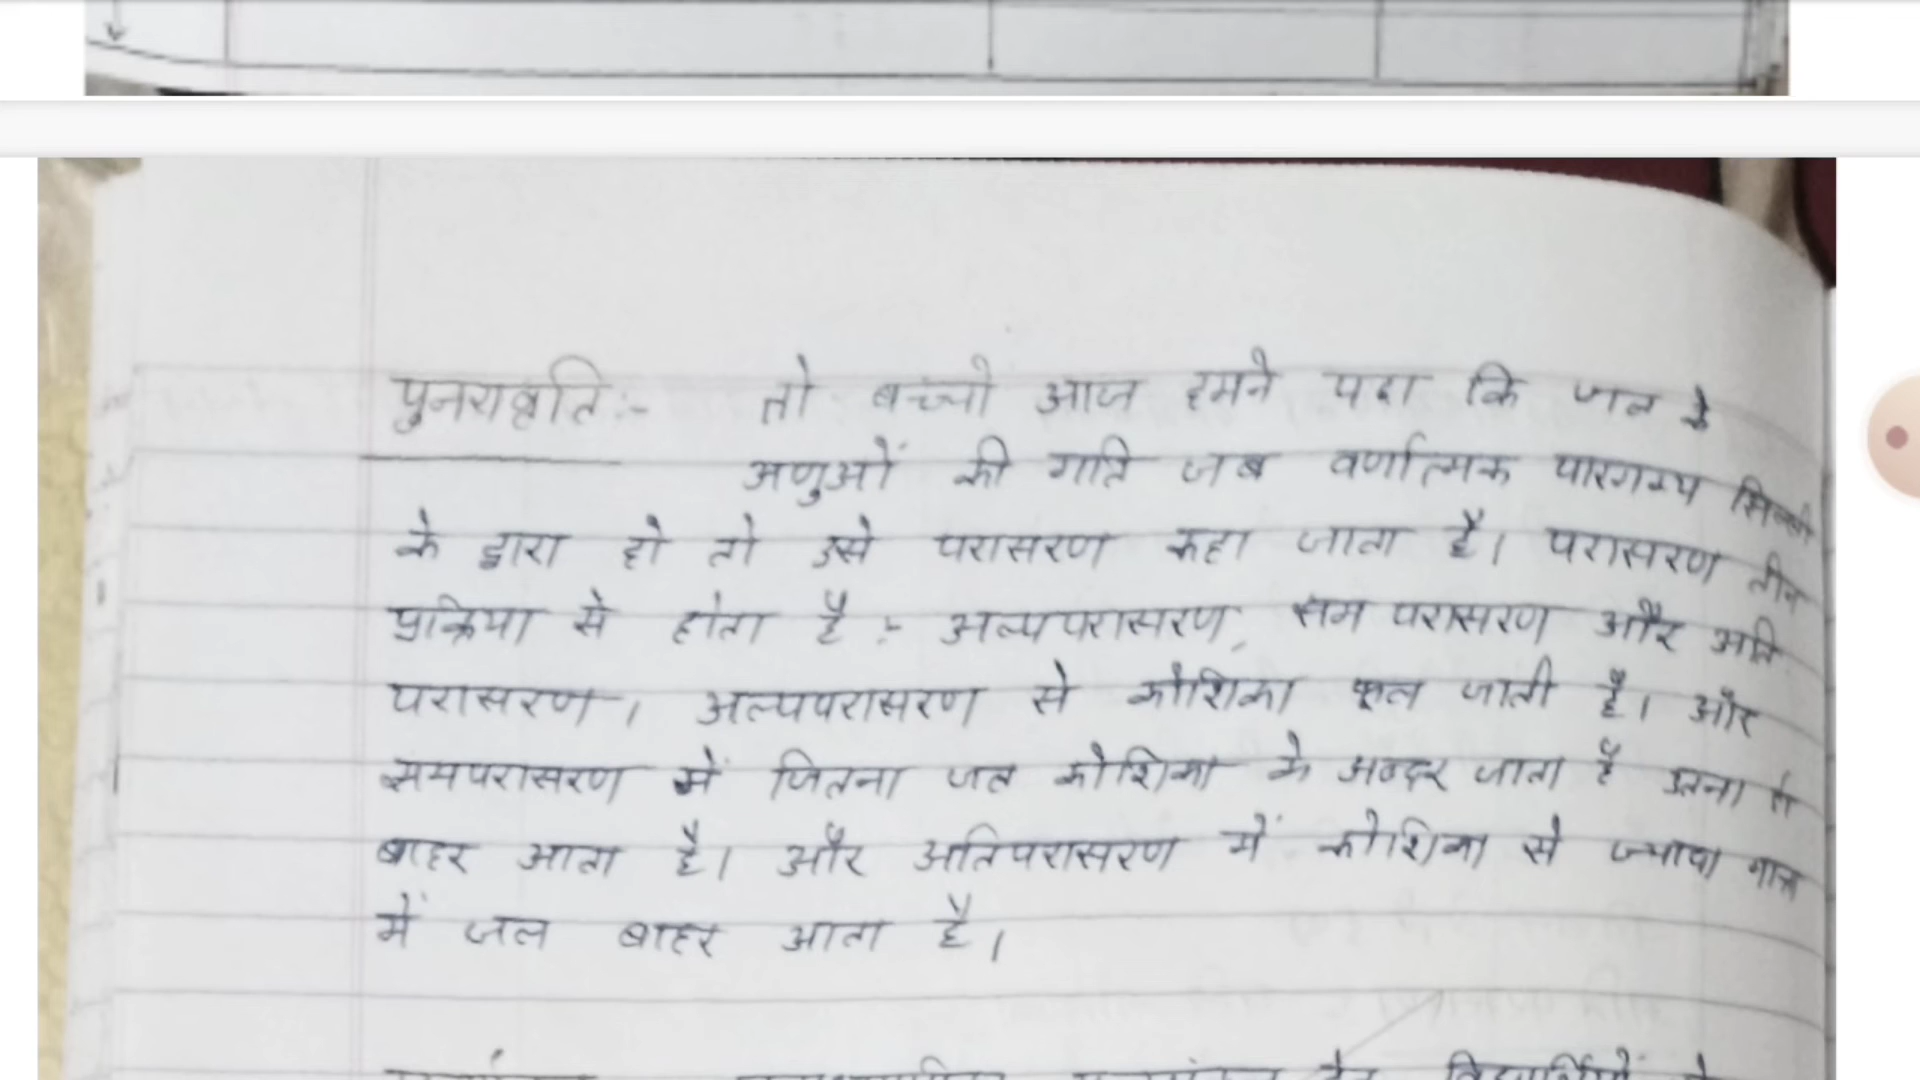 पुनरावृति:- तो बच्चो आज हमने पढा कि जल के
अणुओं की गति जब वर्णात्मक पारगम्य झिल्ली
के द्वारा हो तो उसे परासरण कहा जाता है। परासरण तीन
प्रक्रिया से होता है :- अल्पपरासरण, सम परासरण और अति
परासरण। अल्पपरासरण से कोशिका फूल जाती है। और
समपरासरण में जितना जल कोशिका के अन्दर जाता है उतना ही
बाहर आता है। और अतिपरासरण में कोशिका से ज्यादा मात्रा
में जल बाहर आता है।